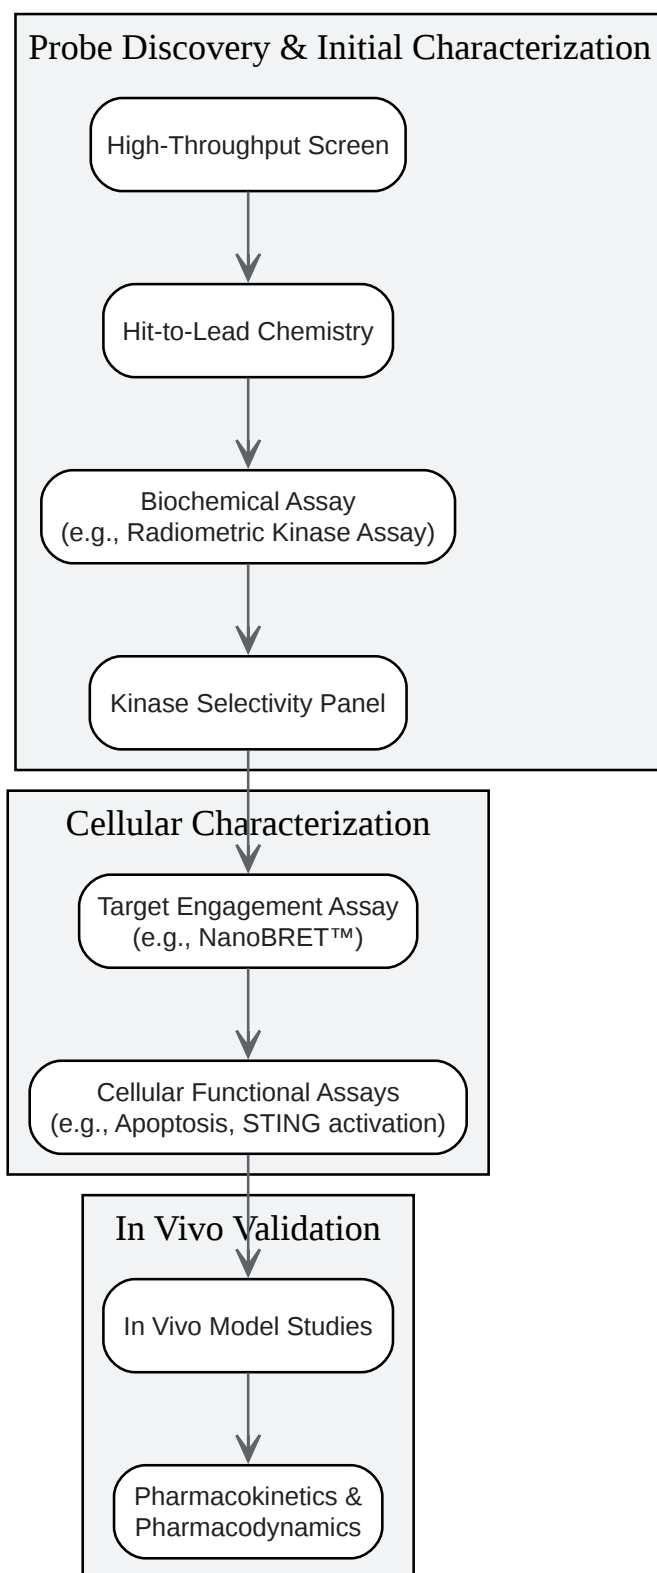 Probe Discovery & Initial Characterization
High-Throughput Screen
Hit-to-Lead Chemistry
Biochemical Assay
(e.g., Radiometric Kinase Assay)
Kinase Selectivity Panel
Cellular Characterization
Target Engagement Assay
(e.g., NanoBRET™)
Cellular Functional Assays
(e.g., Apoptosis, STING activation)
In Vivo Validation
In Vivo Model Studies
Pharmacokinetics &
Pharmacodynamics